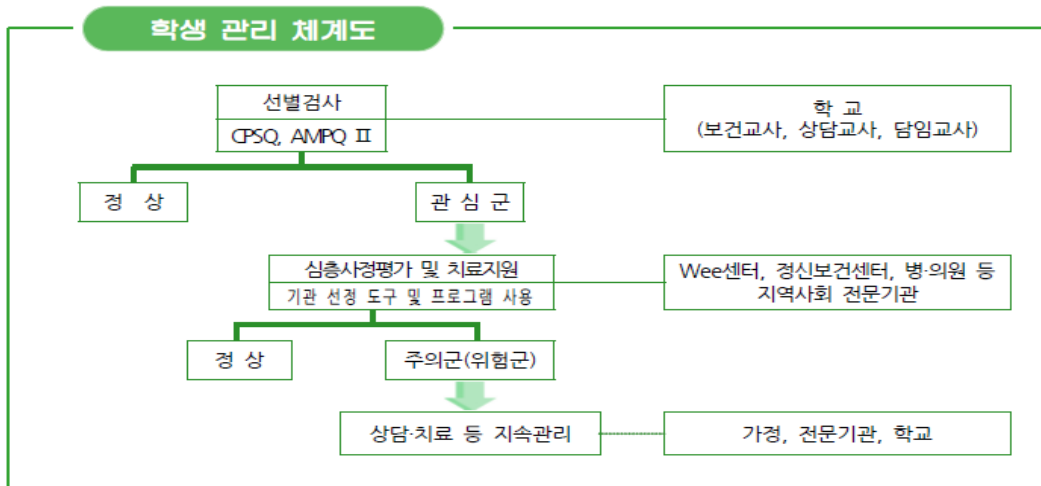 학생 관리 체계도
선별검사
CPSQ, AMPQ Ⅱ
학 교
(보건교사, 상담교사, 담임교사)
정 상
관 심 군
심층사정평가 및 치료지원
기관 선정 도구 및 프로그램 사용
Wee센터, 정신보건센터, 병·의원 등
지역사회 전문기관
정 상
주의군(위험군)
상담·치료 등 지속관리
가정, 전문기관, 학교